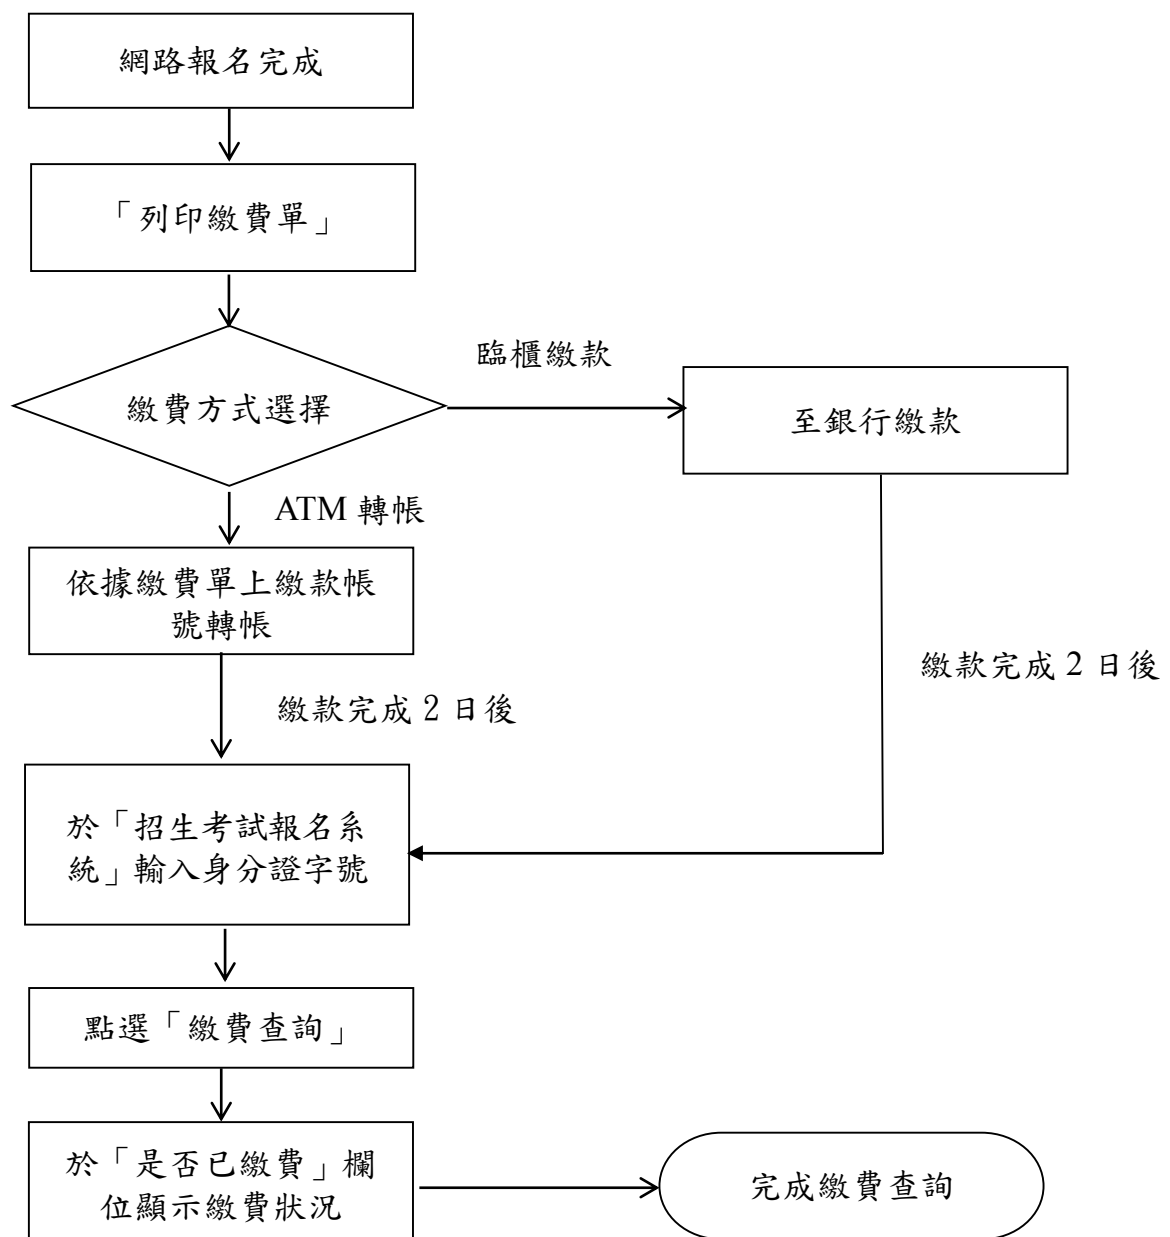 網路報名完成
「列印繳費單」
臨櫃繳款
繳費方式選擇
至銀行繳款
ATM 轉帳
依據繳費單上繳款帳
號轉帳
繳款完成 2 日後
繳款完成 2 日後
於「招生考試報名系
統」輸入身分證字號
點選「繳費查詢」
於「是否已繳費」欄
位顯示繳費狀況
完成繳費查詢